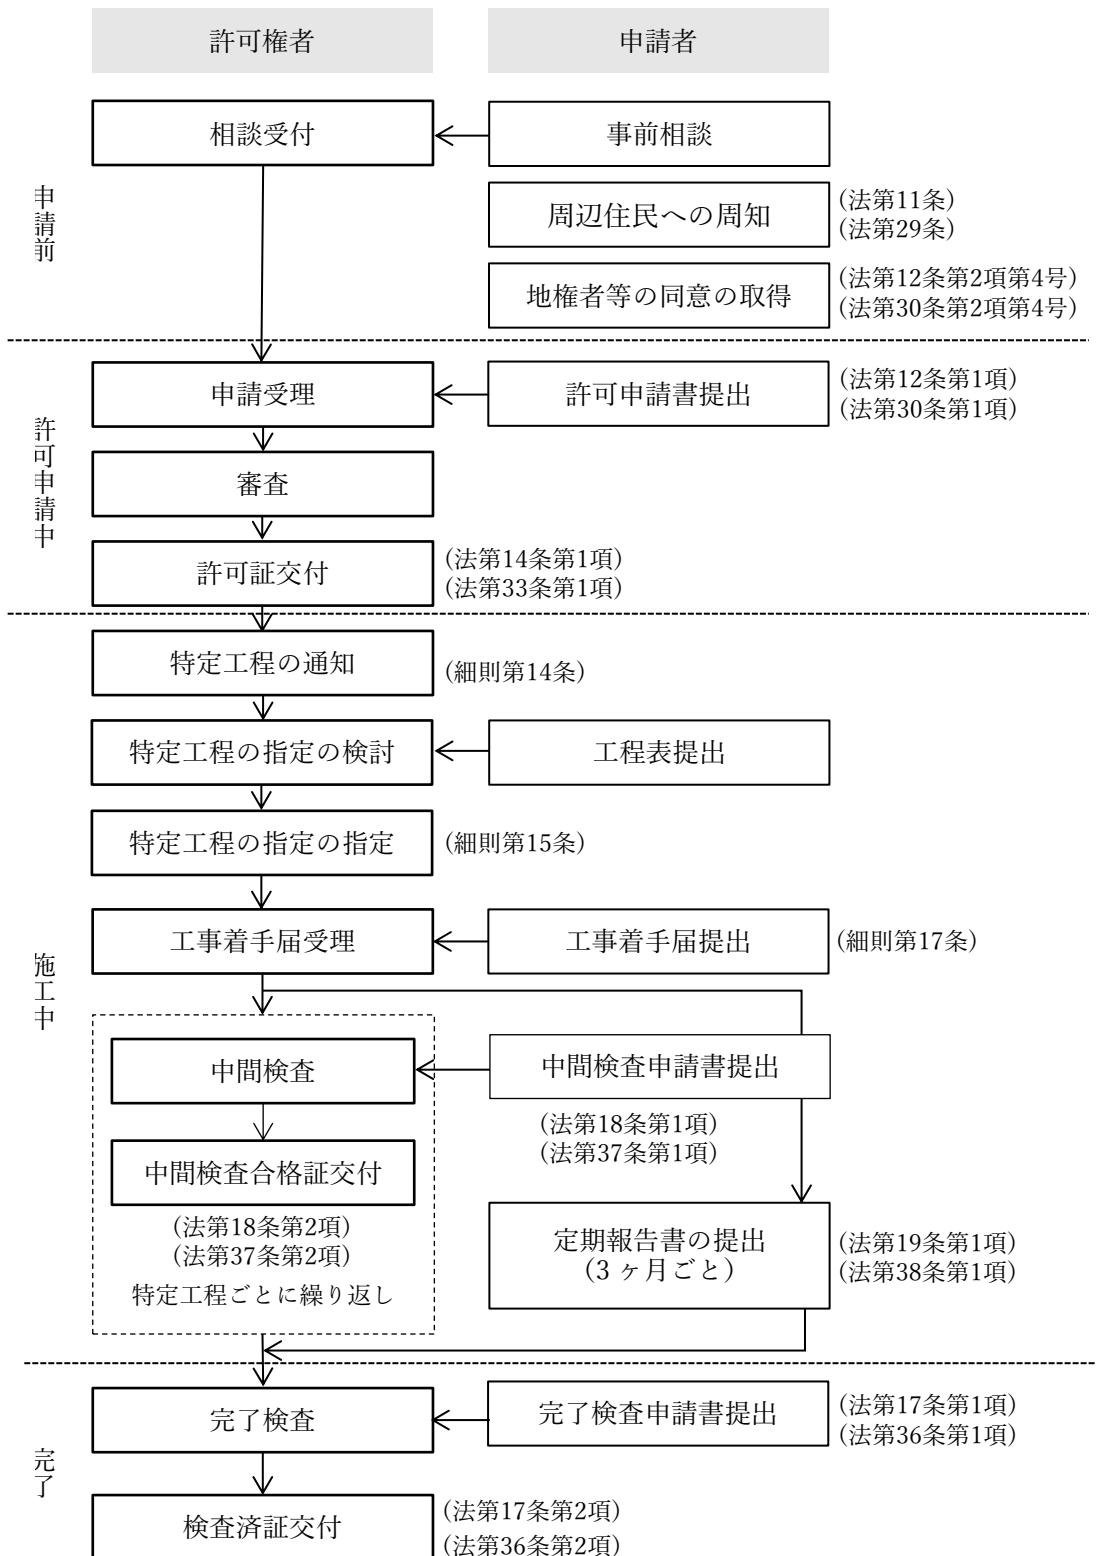 許可権者
申請者
申請前
相談受付
事前相談
周辺住民への周知
(法第11条)
(法第29条)
地権者等の同意の取得
(法第12条第2項第4号)
(法第30条第2項第4号)
許可申請中
申請受理
許可申請書提出
(法第12条第1項)
(法第30条第1項)
審査
許可証交付
(法第14条第1項)
(法第33条第1項)
施工中
特定工程の通知
(細則第14条)
特定工程の指定の検討
工程表提出
特定工程の指定の指定
(細則第15条)
工事着手届受理
工事着手届提出
(細則第17条)
中間検査
中間検査申請書提出
(法第18条第1項)
(法第37条第1項)
中間検査合格証交付
(法第18条第2項)
(法第37条第2項)
特定工程ごとに繰り返し
定期報告書の提出
(3 ヶ月ごと)
(法第19条第1項)
(法第38条第1項)
完了
完了検査
完了検査申請書提出
(法第17条第1項)
(法第36条第1項)
検査済証交付
(法第17条第2項)
(法第36条第2項)